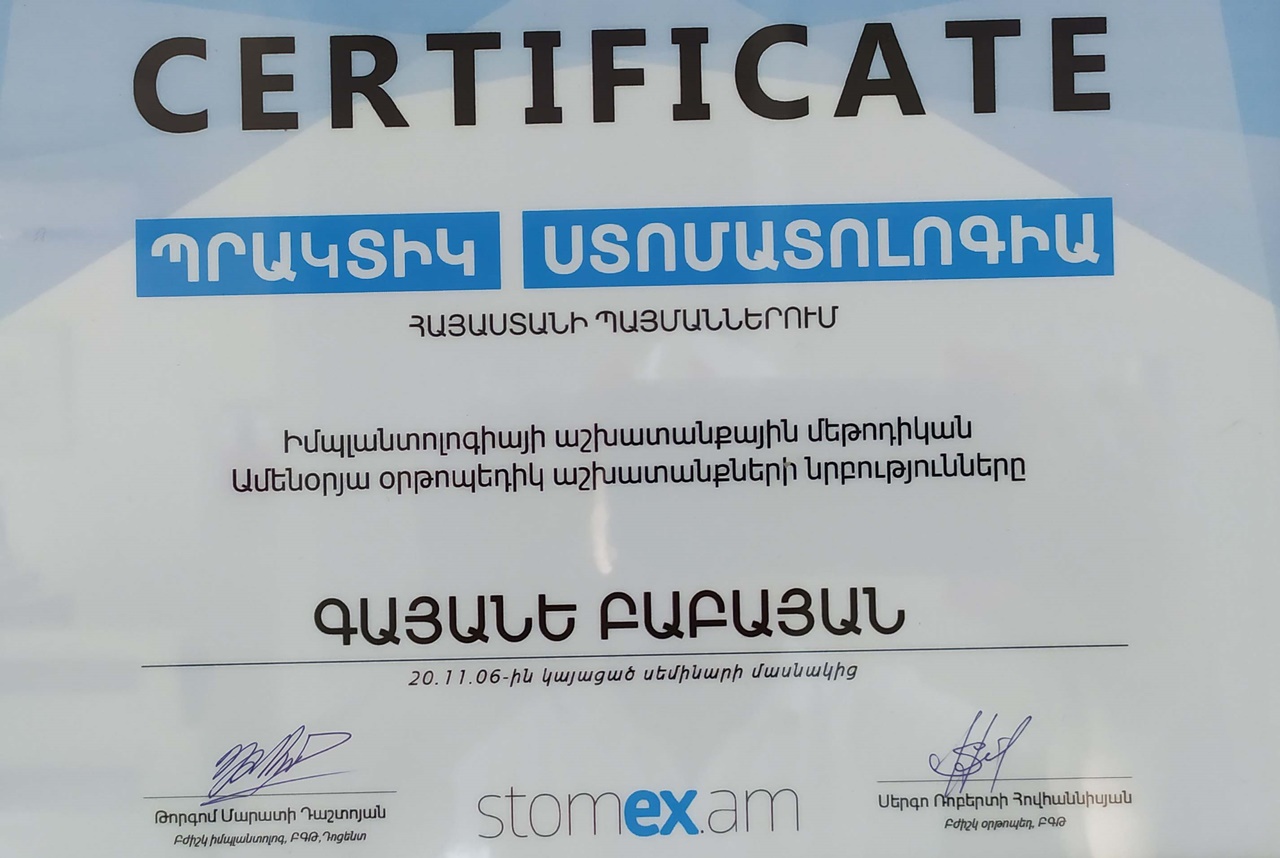 CERTIFICATE
ՊՐԱԿՏԻԿ ՍՏՈՄԱՏՈԼՈԳԻԱ
ՀԱՅԱՍՏԱՆԻ ՊԱՅՄԱՆՆԵՐՈՒՄ
Իմպլանտոլոգիայի աշխատանքային մեթոդիկան
Ամենօրյա օրթոպեդիկ աշխատանքների նրբությունները
ԳԱՅԱՆԵ ԲԱԲԱՅԱՆ
20.11.06-ին կայացած սեմինարի մասնակից
Թորգոմ Մարատի Դաշտոյան
Բժիշկ իմպլանտոլոգ, ԲԳԹ,Դոցենտ
stomex.am
Սերգո Ռոբերտի Հովհաննիսյան
Բժիշկ օրթոպեդ, ԲԳԹ